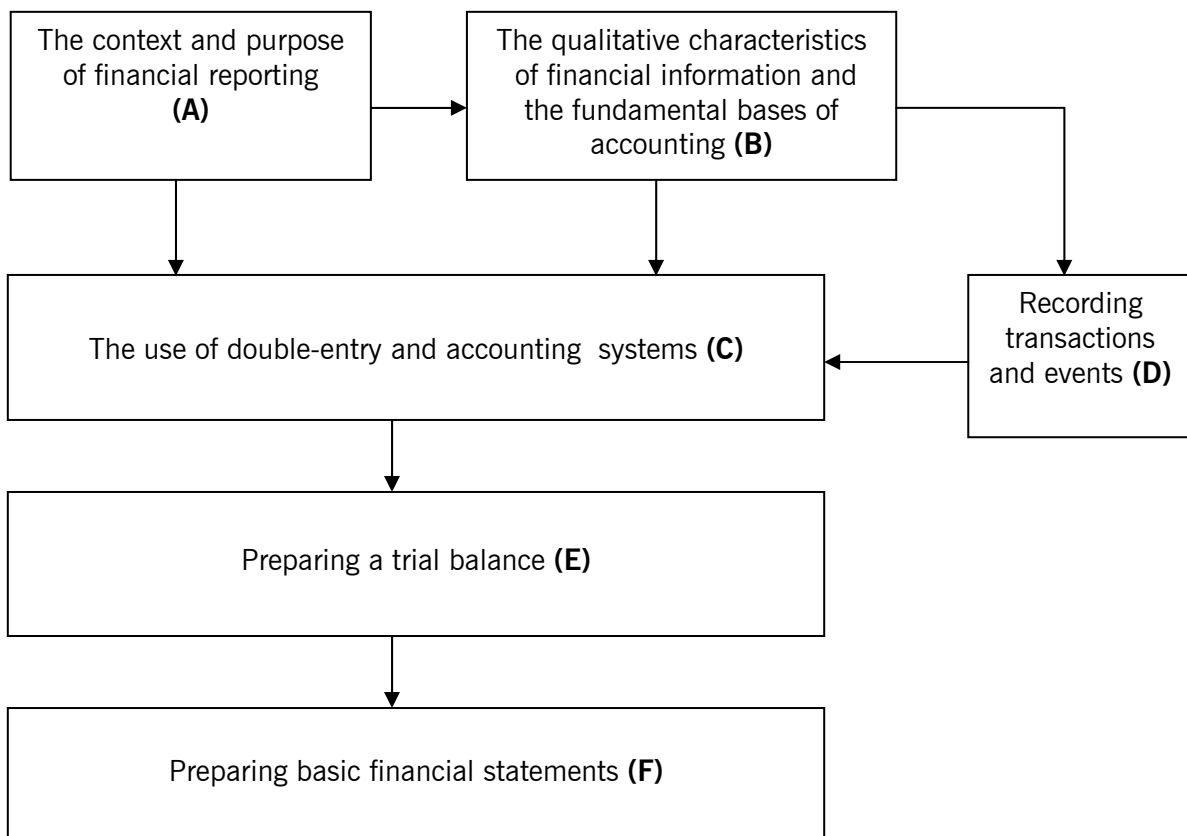 The context and purpose
of financial reporting
(A)
The qualitative characteristics
of financial information and
the fundamental bases of
accounting (B)
The use of double-entry and accounting systems (C)
Recording
transactions
and events (D)
Preparing a trial balance (E)
Preparing basic financial statements (F)